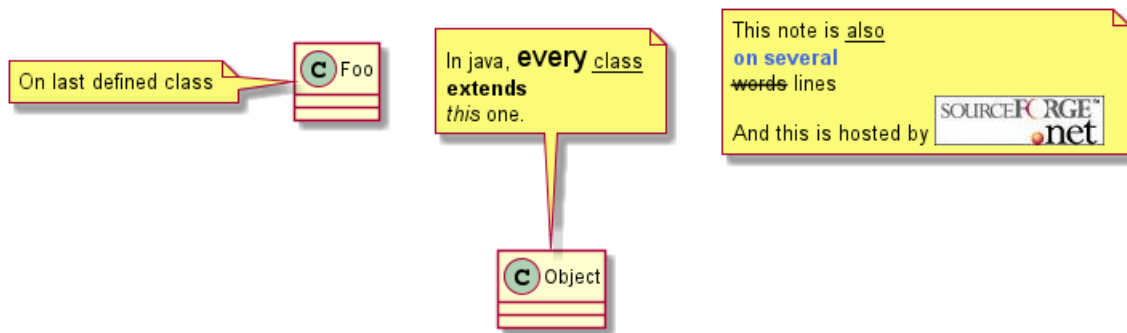 On last defined class
C Foo
In java, every class
extends
this one.
C Object
This note is also
on several
words lines
And this is hosted by SOURCEFORGE™
.net